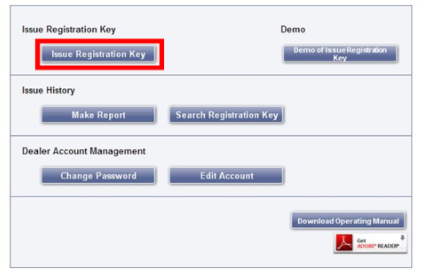 Issue Registration Key
Demo
Issue Registration Key
Demo of Issue Registration
Key
Issue History
Make Report
Search Registration Key
Dealer Account Management
Change Password
Edit Account
Download Operating Manual
Get
ADOBE® READER®